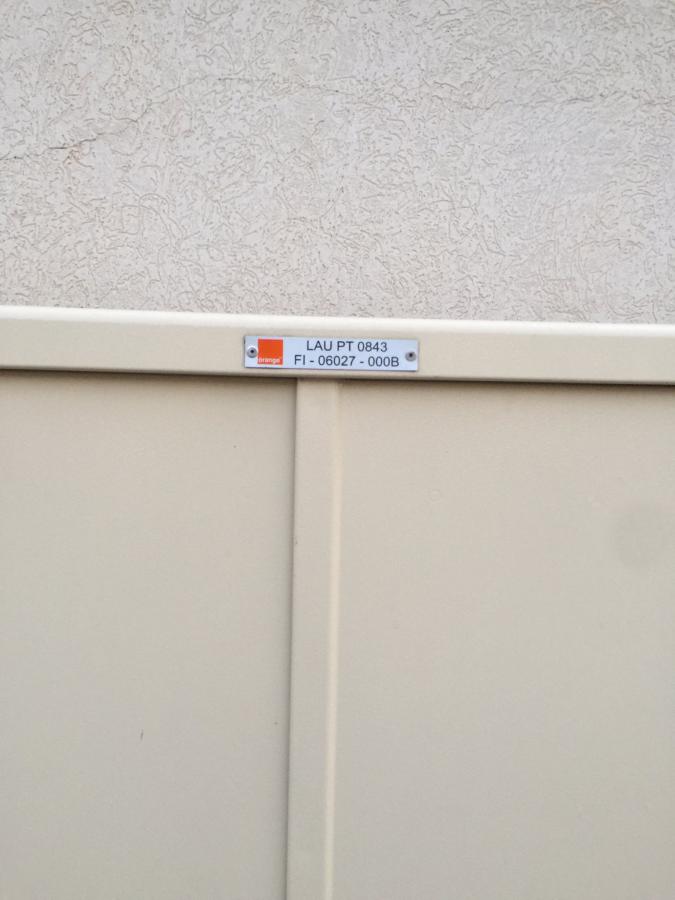 orange
LAU PT 0843
FI - 06027 - 000B